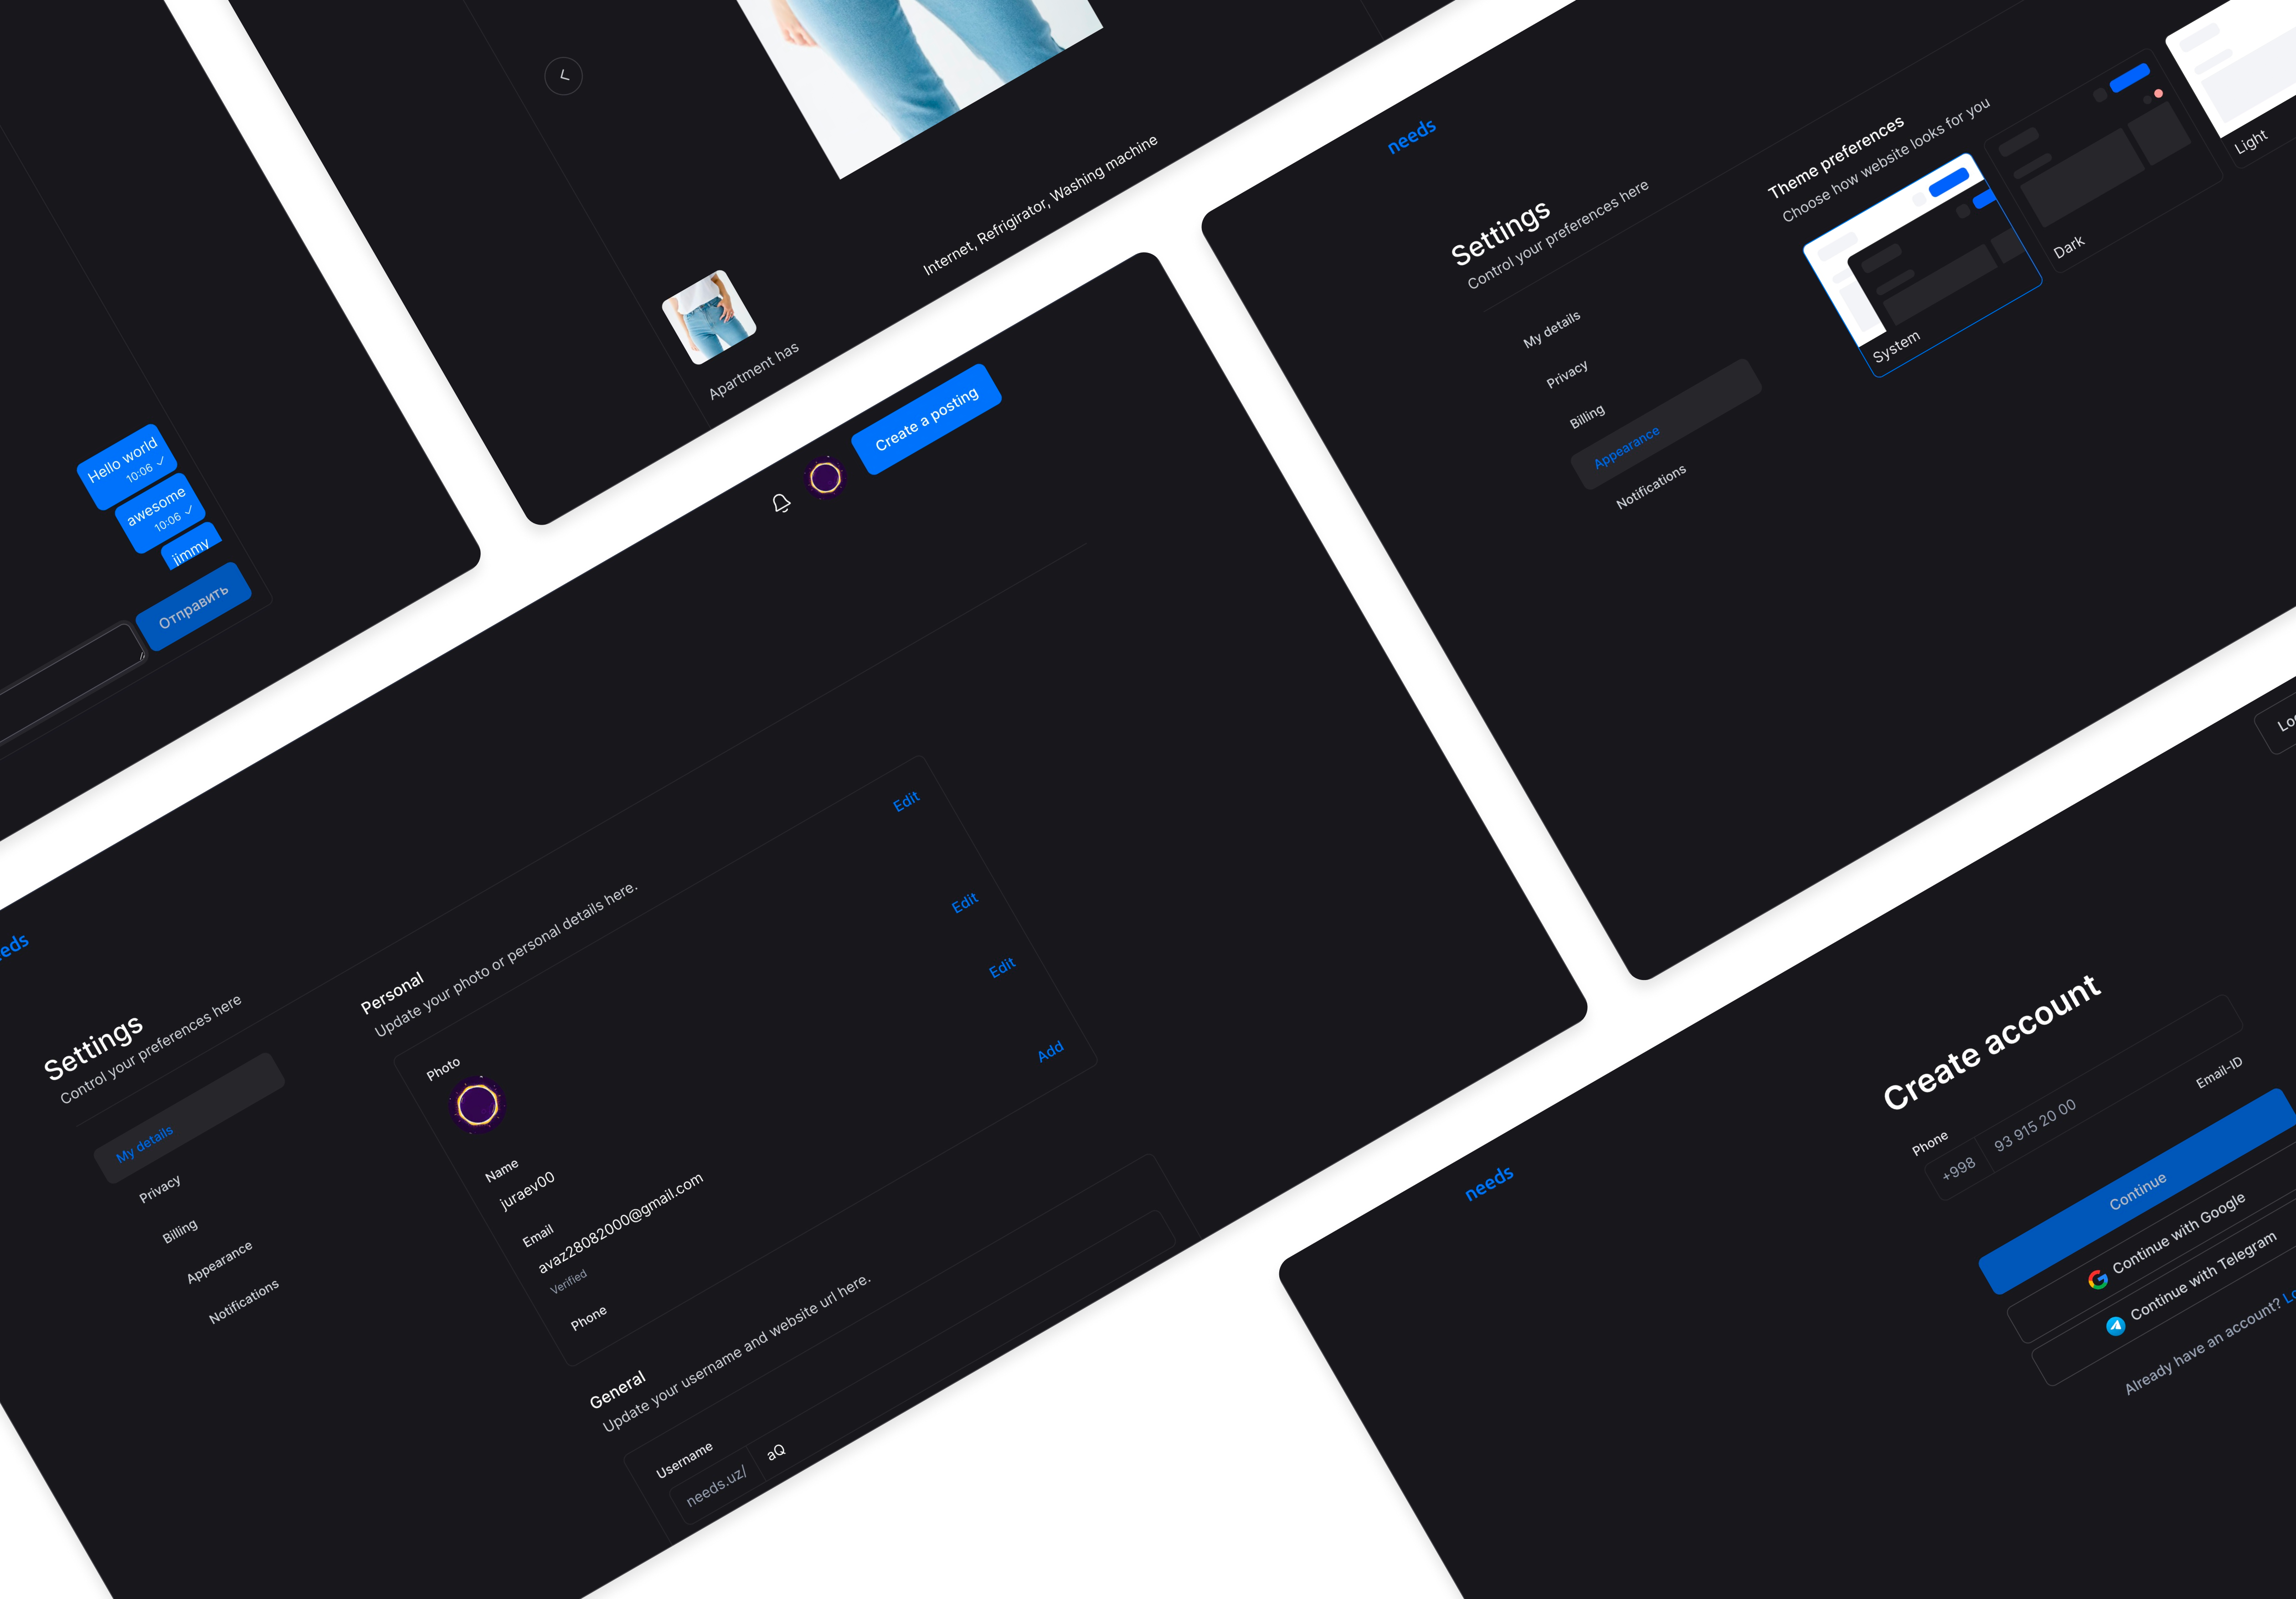 Hello world
10:06
awesome
10:06
jimmy
Отправить
Internet, Refrigirator, Washing machine
Apartment has
Create a posting
needs
Settings
Control your preferences here
My details
Privacy
Billing
Appearance
Notifications
Theme preferences
Choose how website looks for you
System
Dark
Light
Settings
Control your preferences here
My details
Privacy
Billing
Appearance
Notifications
Personal
Update your photo or personal details here.
Photo
Edit
Name
juraev00
Edit
Email
avaz28082000@gmail.com
Verified
Edit
Phone
Add
General
Update your username and website url here.
Username
needs.uz/ aQ
needs
Create account
Phone
Email-ID
+998 93 915 20 00
Continue
Continue with Google
Continue with Telegram
Already have an account?